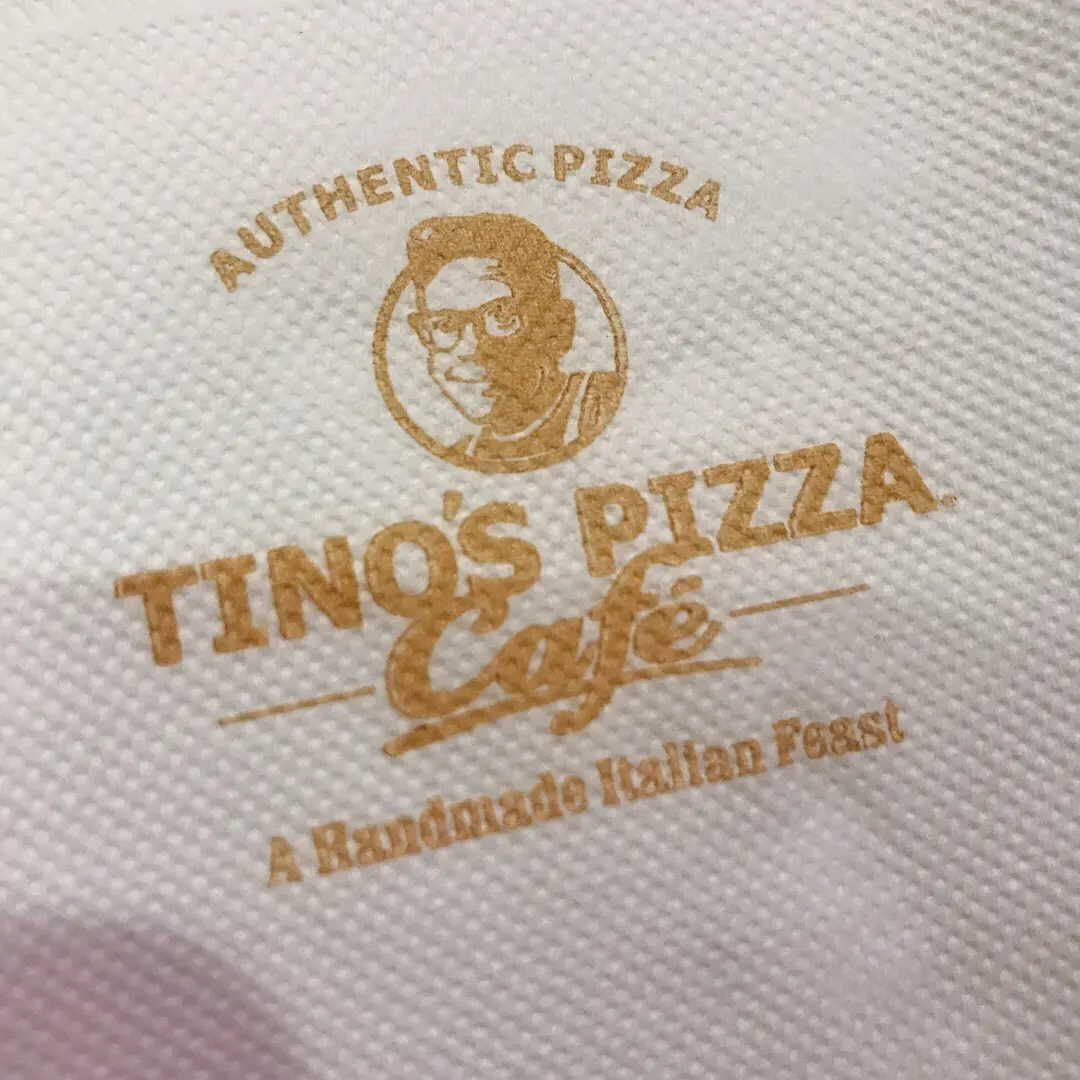 AUTHENTIC PIZZA
TINO'S PIZZA
Café
A Handmade Italian Feast